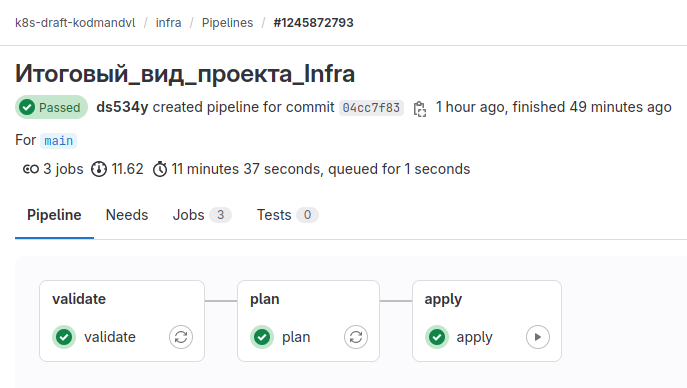 k8s-draft-kodmandvl / infra / Pipelines / #1245872793
Итоговый_вид_проекта_Infra
Passed ds534y created pipeline for commit 04cc7f83 1 hour ago, finished 49 minutes ago
For main
3 jobs 11.62 11 minutes 37 seconds, queued for 1 seconds
Pipeline Needs Jobs 3 Tests 0
validate plan apply
validate plan apply